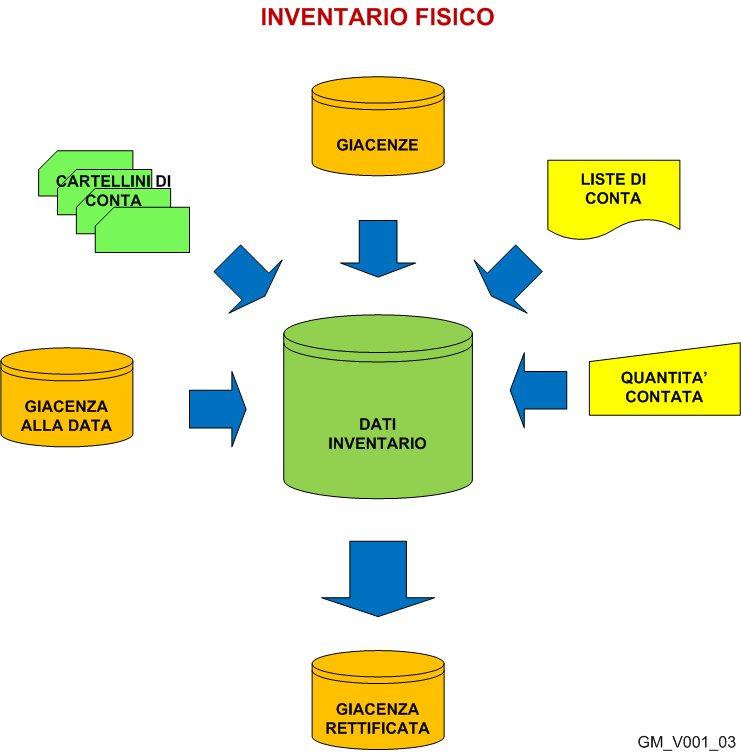 INVENTARIO FISICO
GIACENZE
CARTELLINI DI
CONTA
LISTE DI
CONTA
GIACENZA
ALLA DATA
DATI
INVENTARIO
QUANTITA’
CONTATA
GIACENZA
RETTIFICATA
GM_V001_03